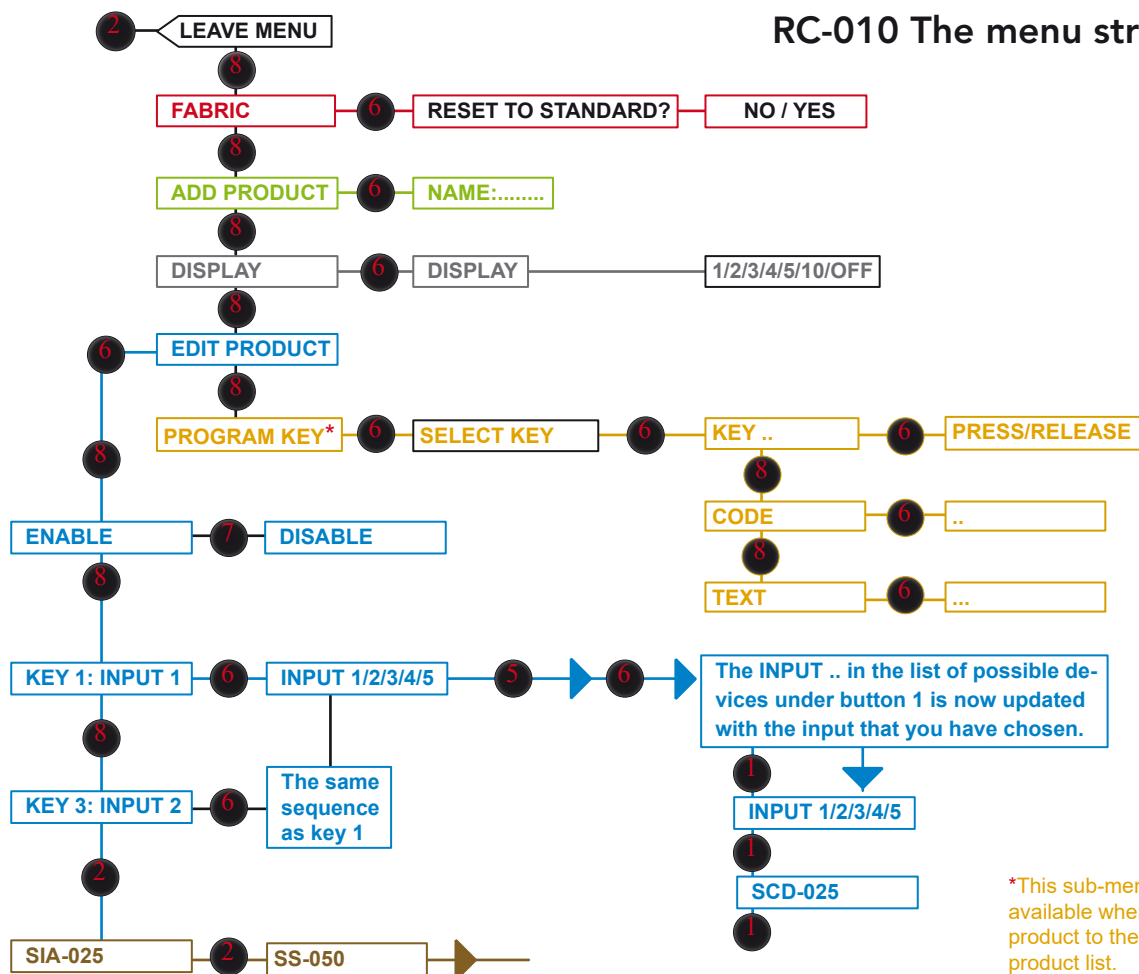 RC-010 The menu str
2
LEAVE MENU
8
FABRIC
6
RESET TO STANDARD?
NO / YES
8
ADD PRODUCT
6
NAME:........
8
DISPLAY
6
DISPLAY
1/2/3/4/5/10/OFF
8
6
EDIT PRODUCT
8
PROGRAM KEY*
6
SELECT KEY
6
KEY ..
6
PRESS/RELEASE
8
8
CODE
6
..
ENABLE
7
DISABLE
8
8
TEXT
6
...
KEY 1: INPUT 1
6
INPUT 1/2/3/4/5
5
6
The INPUT .. in the list of possible de-
vices under button 1 is now updated
with the input that you have chosen.
8
1
KEY 3: INPUT 2
6
The same
sequence
as key 1
INPUT 1/2/3/4/5
1
2
SCD-025
1
*This sub-mer
available whe
product to the
product list.
SIA-025
2
SS-050